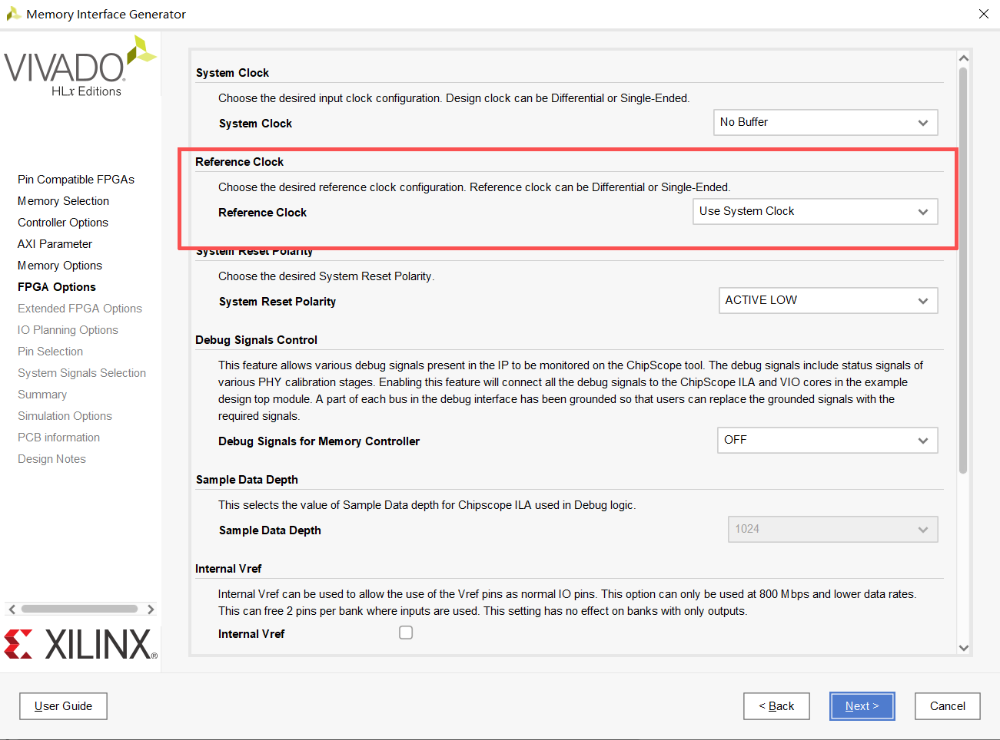 Memory Interface Generator
VIVADO.
HLx Editions
Pin Compatible FPGAs
Memory Selection
Controller Options
AXI Parameter
Memory Options
FPGA Options
Extended FPGA Options
IO Planning Options
Pin Selection
System Signals Selection
Summary
Simulation Options
PCB information
Design Notes
XILINX®
System Clock
Choose the desired input clock configuration. Design clock can be Differential or Single-Ended.
System Clock No Buffer
Reference Clock
Choose the desired reference clock configuration. Reference clock can be Differential or Single-Ended.
Reference Clock Use System Clock
System Reset Polarity
Choose the desired System Reset Polarity.
System Reset Polarity ACTIVE LOW
Debug Signals Control
This feature allows various debug signals present in the IP to be monitored on the ChipScope tool. The debug signals include status signals of
various PHY calibration stages. Enabling this feature will connect all the debug signals to the ChipScope ILA and VIO cores in the example
design top module. A part of each bus in the debug interface has been grounded so that users can replace the grounded signals with the
required signals.
Debug Signals for Memory Controller OFF
Sample Data Depth
This selects the value of Sample Data depth for Chipscope ILA used in Debug logic.
Sample Data Depth 1024
Internal Vref
Internal Vref can be used to allow the use of the Vref pins as normal IO pins. This option can only be used at 800 Mbps and lower data rates.
This can free 2 pins per bank where inputs are used. This setting has no effect on banks with only outputs.
Internal Vref
User Guide < Back Next > Cancel